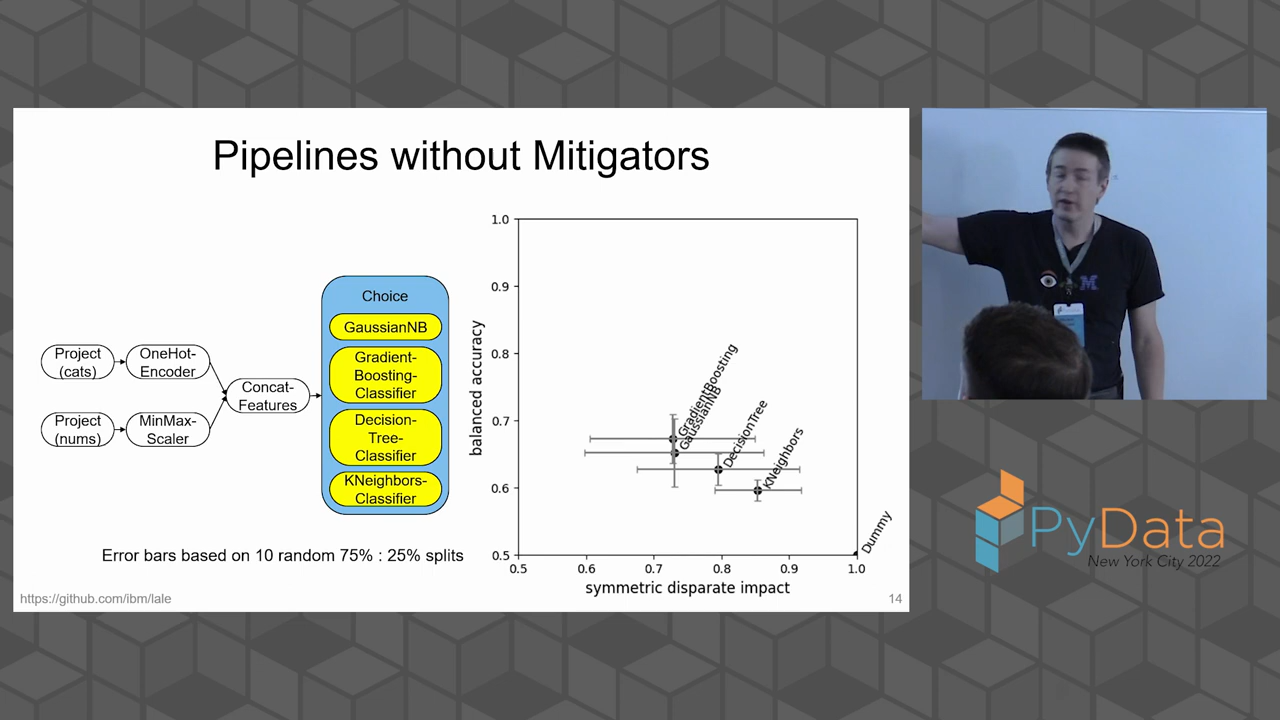 Pipelines without Mitigators
Project
(cats)
OneHot-
Encoder
Project
(nums)
MinMax-
Scaler
Concat-
Features
Choice
GaussianNB
Gradient-
Boosting-
Classifier
Decision-
Tree-
Classifier
KNeighbors-
Classifier
Error bars based on 10 random 75% : 25% splits
balanced accuracy
1.0
0.9
0.8
0.7
0.6
0.5
GradientBoosting
GaussianNB
DecisionTree
KNeighbors
Dummy
0.5 0.6 0.7 0.8 0.9 1.0
symmetric disparate impact
https://github.com/ibm/lale
14
M
PyData
New York City 2022